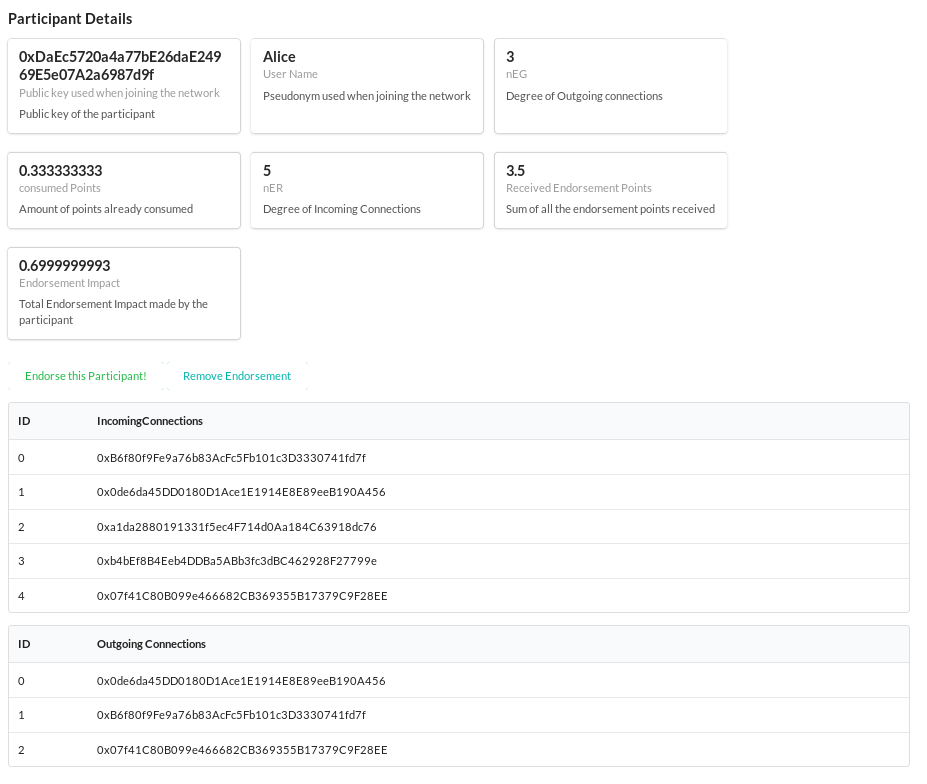 Participant Details
0xDaEc5720a4a77bE26daE249
69E5e07A2a6987d9f
Public key used when joining the network
Public key of the participant
Alice
User Name
Pseudonym used when joining the network
3
nEG
Degree of Outgoing connections
0.333333333
consumed Points
Amount of points already consumed
5
nER
Degree of Incoming Connections
3.5
Received Endorsement Points
Sum of all the endorsement points received
0.6999999993
Endorsement Impact
Total Endorsement Impact made by the
participant
Endorse this Participant! Remove Endorsement
ID IncomingConnections
0 0xB6f80f9Fe9a76b83AcFc5Fb101c3D3330741fd7f
1 0x0de6da45DD0180D1Ace1E1914E8E89eeB190A456
2 0xa1da2880191331f5ec4F714d0Aa184C63918dc76
3 0xb4bEf8B4Eeb4DDBa5ABb3fc3dBC462928F27799e
4 0x07f41C80B099e466682CB369355B17379C9F28EE
ID Outgoing Connections
0 0x0de6da45DD0180D1Ace1E1914E8E89eeB190A456
1 0xB6f80f9Fe9a76b83AcFc5Fb101c3D3330741fd7f
2 0x07f41C80B099e466682CB369355B17379C9F28EE